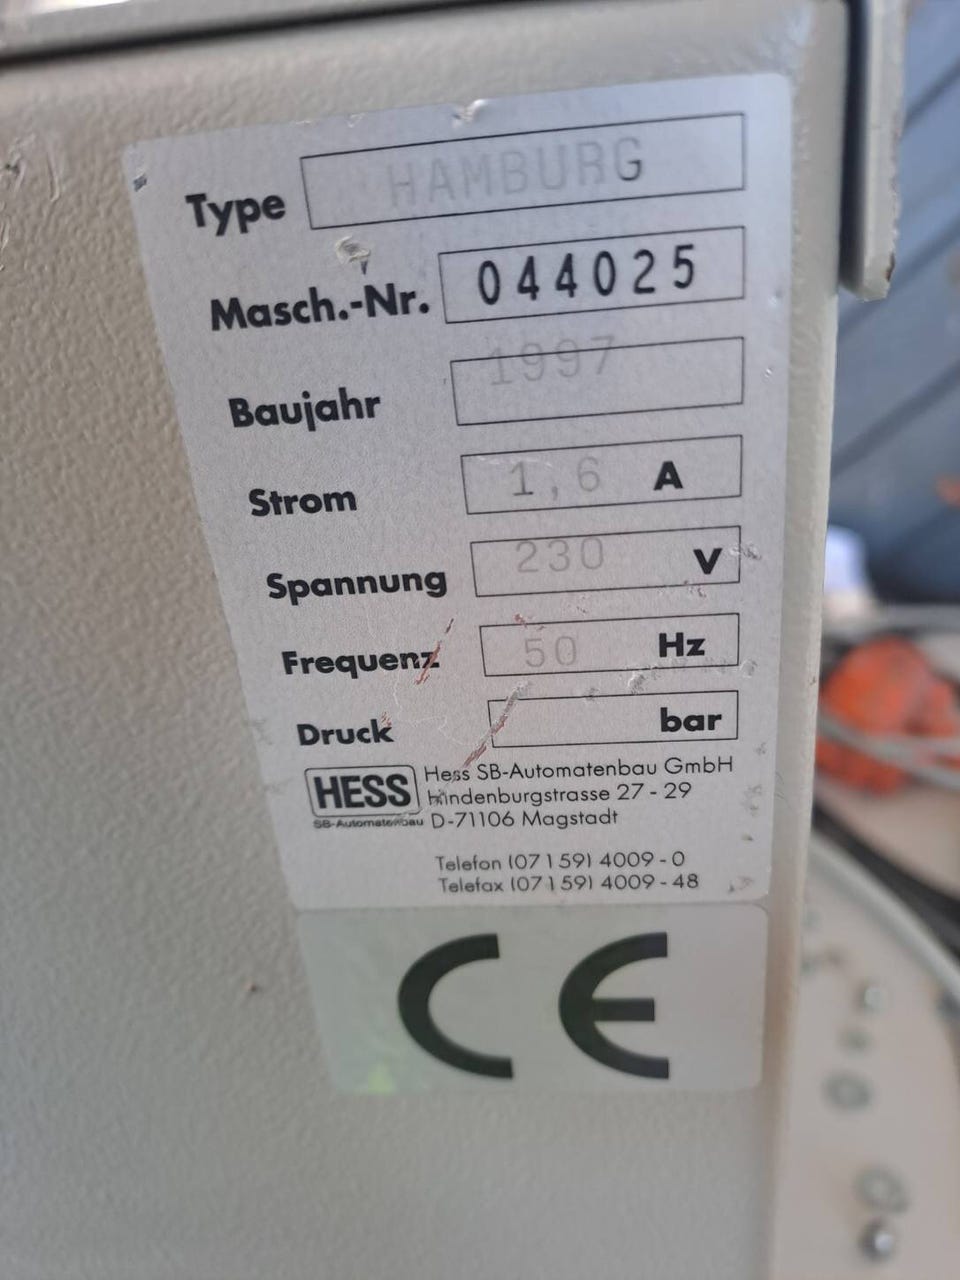 Type HAMBURG
Masch.-Nr. 044025
Baujahr 1997
Strom 1,6 A
Spannung 230 V
Frequenz 50 Hz
Druck bar
HESS
SB-Automatenbau
Hess SB-Automatenbau GmbH
Hindenburgstrasse 27 - 29
D-71106 Magstadt
Telefon (07159) 4009 - 0
Telefax (07159) 4009 - 48
CE